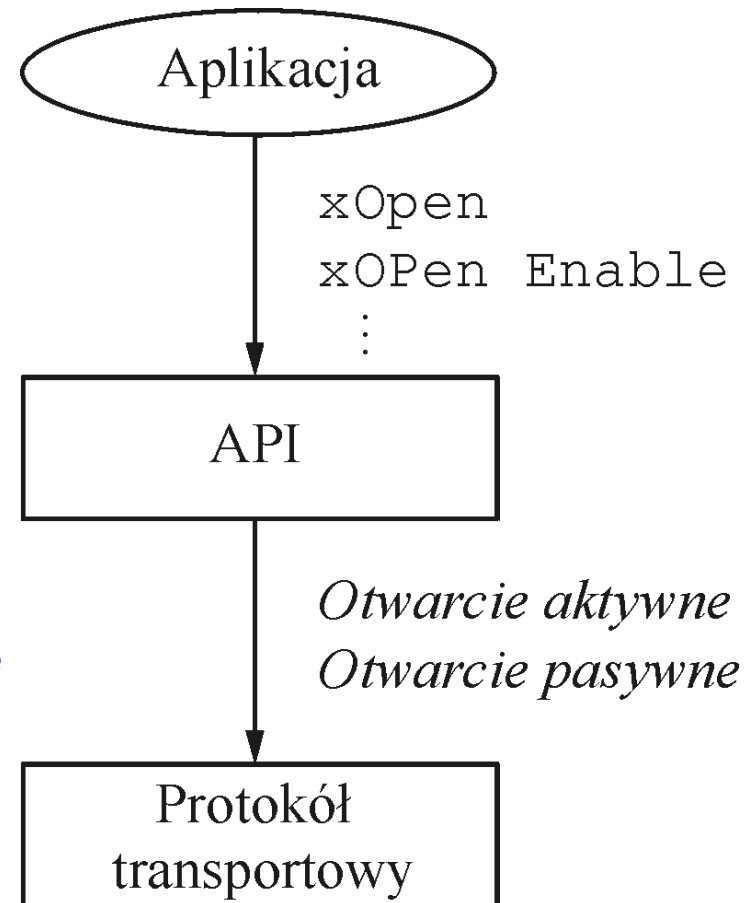 Aplikacja
xOpen
xOPen Enable
⋮
API
Otwarcie aktywne
Otwarcie pasywne
Protokół
transportowy